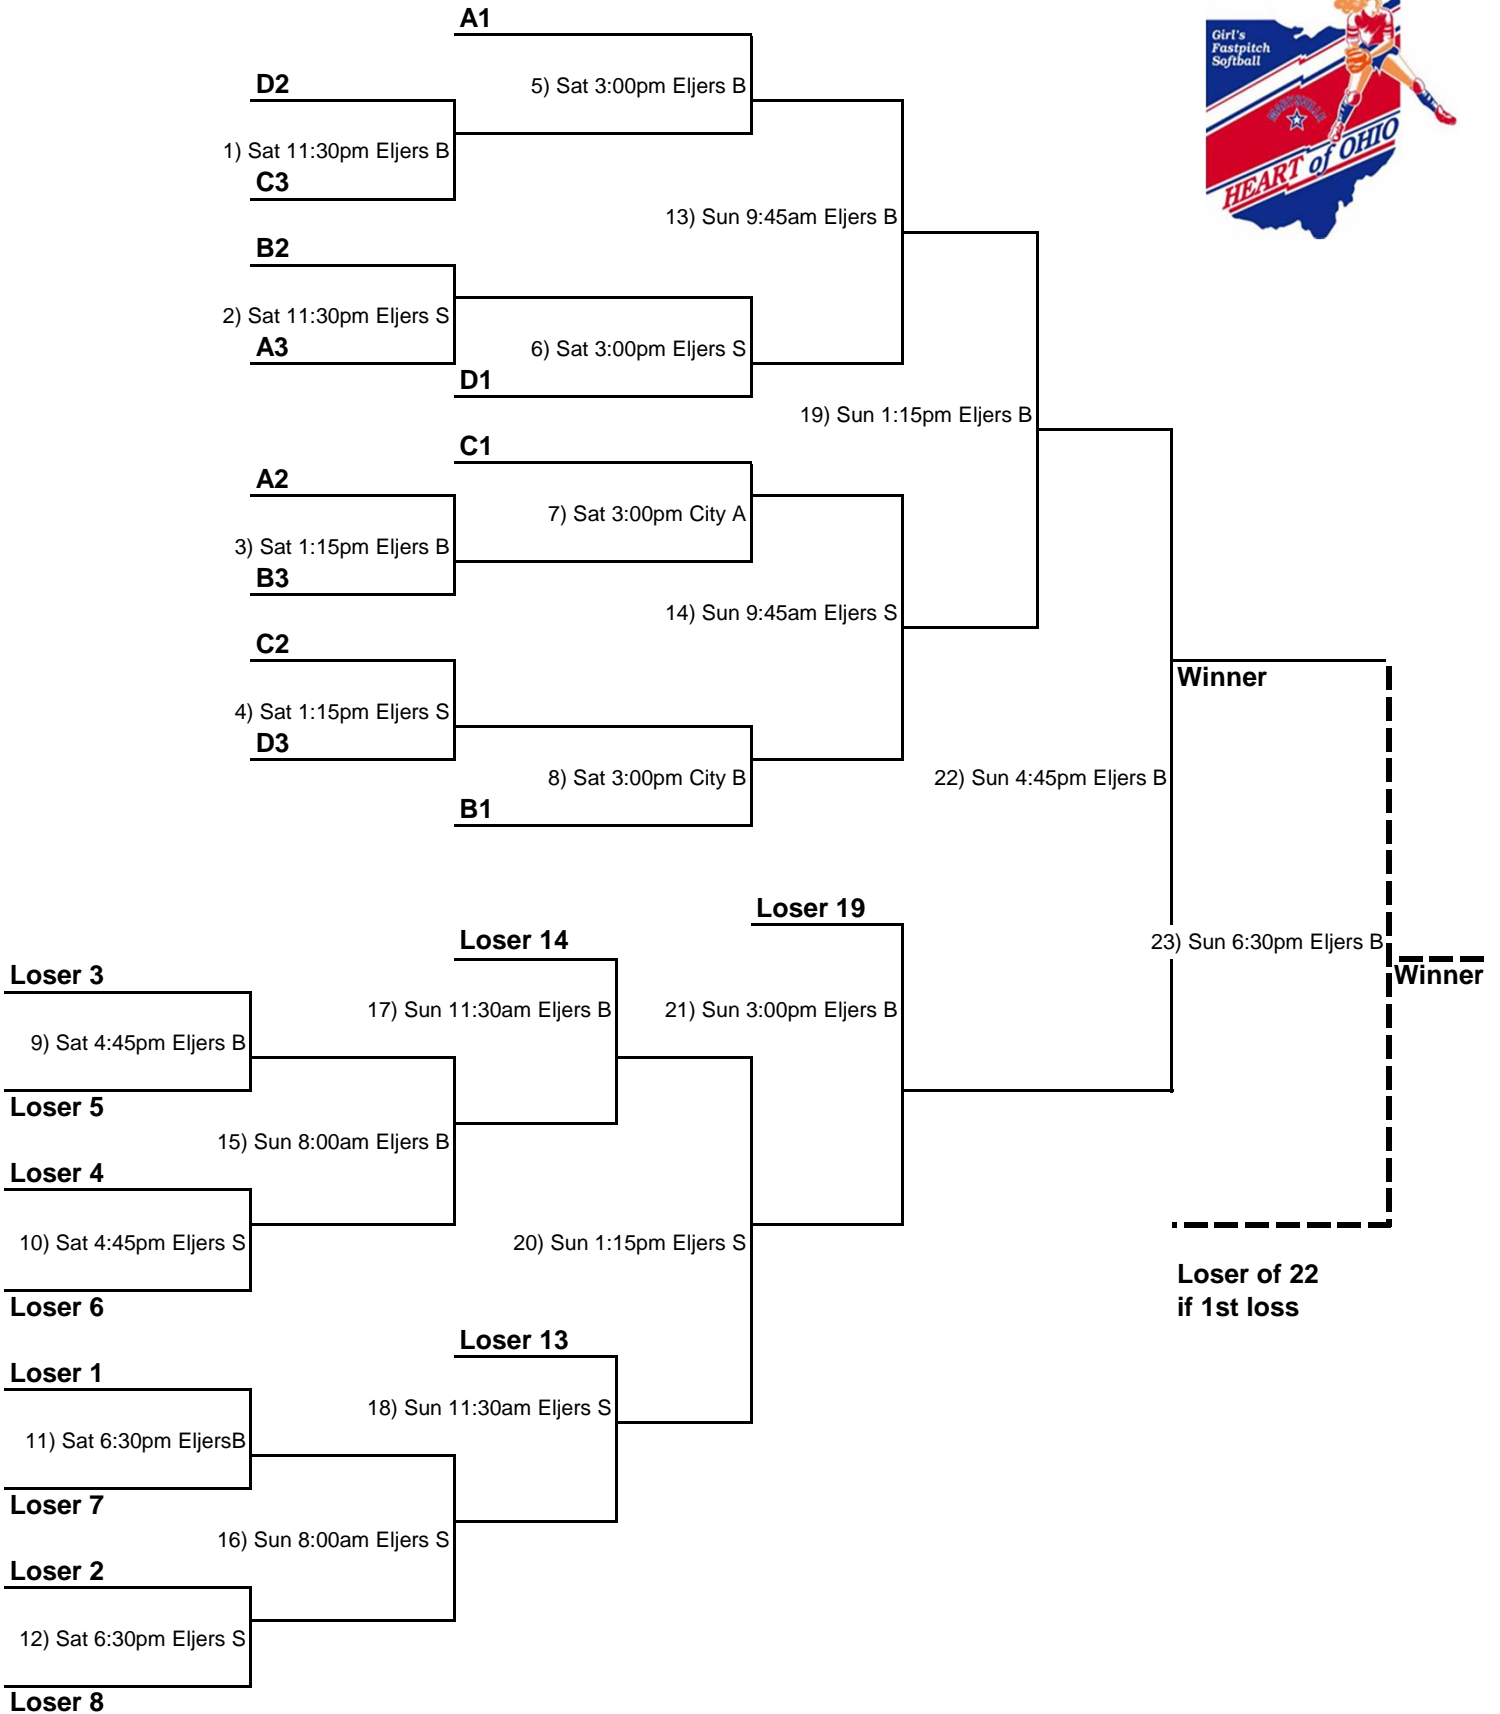 A1
Girl's
Fastpitch
Softball
MARYSVILLE
HEART of OHIO
D2
5) Sat 3:00pm Eljers B
1) Sat 11:30pm Eljers B
C3
13) Sun 9:45am Eljers B
B2
2) Sat 11:30pm Eljers S
A3
6) Sat 3:00pm Eljers S
D1
19) Sun 1:15pm Eljers B
C1
A2
7) Sat 3:00pm City A
3) Sat 1:15pm Eljers B
B3
14) Sun 9:45am Eljers S
C2
Winner
4) Sat 1:15pm Eljers S
D3
8) Sat 3:00pm City B
22) Sun 4:45pm Eljers B
B1
Loser 19
Loser 14
23) Sun 6:30pm Eljers B
Loser 3
Winner
17) Sun 11:30am Eljers B
21) Sun 3:00pm Eljers B
9) Sat 4:45pm Eljers B
Loser 5
15) Sun 8:00am Eljers B
Loser 4
10) Sat 4:45pm Eljers S
20) Sun 1:15pm Eljers S
Loser of 22
if 1st loss
Loser 6
Loser 13
Loser 1
18) Sun 11:30am Eljers S
11) Sat 6:30pm EljersB
Loser 7
16) Sun 8:00am Eljers S
Loser 2
12) Sat 6:30pm Eljers S
Loser 8